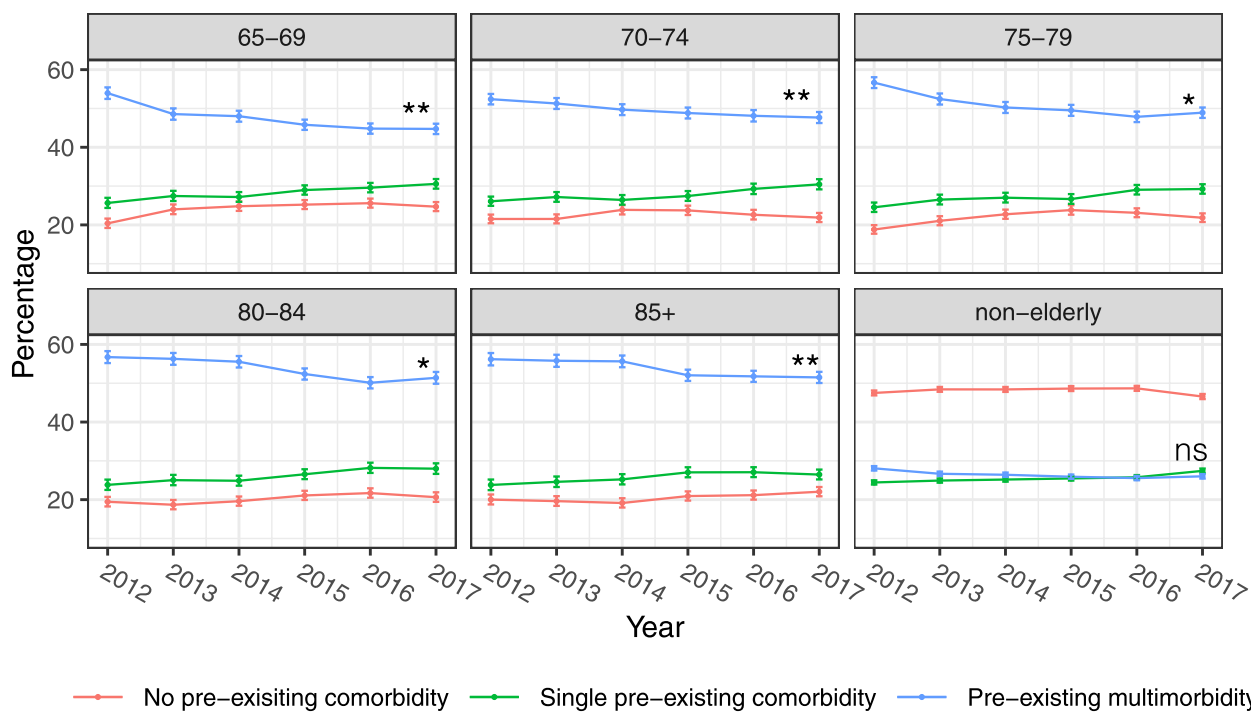 65−69 70−74 75−79
60
** ** *
40
20
Percentage
80−84 85+ non−elderly
60
* **
40
ns
20
2012 2013 2014 2015 2016 2017 2012 2013 2014 2015 2016 2017 2012 2013 2014 2015 2016 2017
Year
No pre−exisiting comorbidity Single pre−existing comorbidity Pre−existing multimorbidity